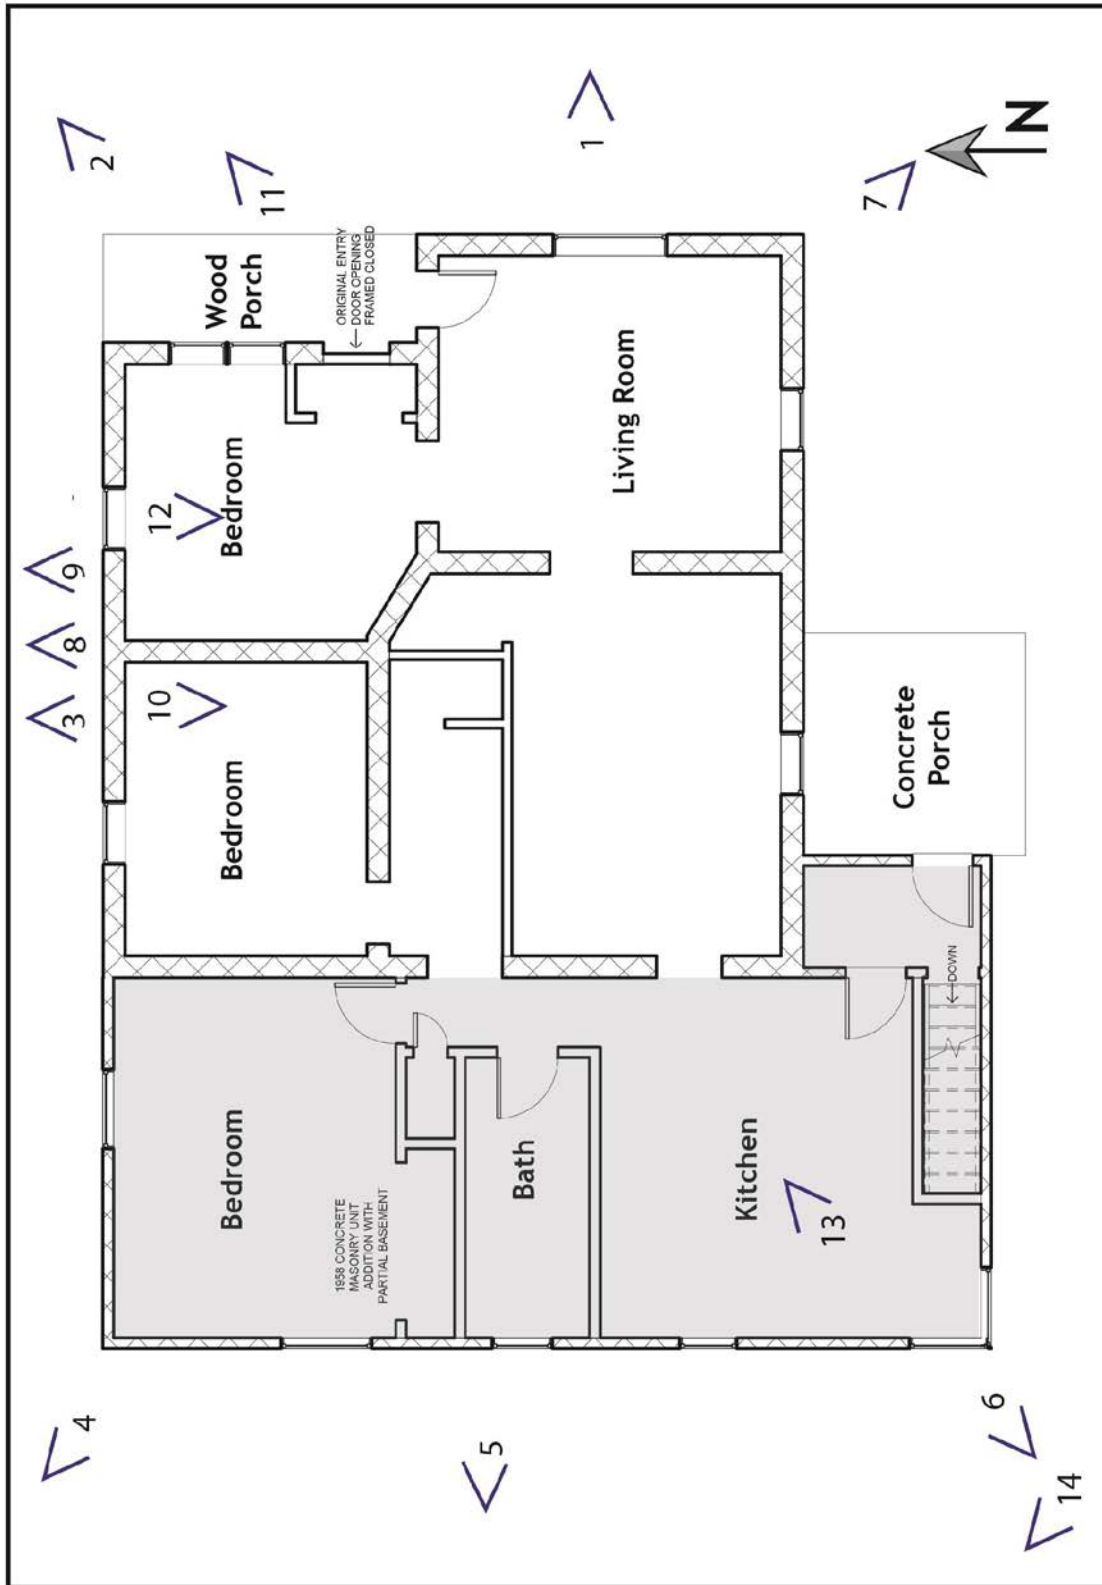 2
11
1
7
N
Wood
Porch
ORIGINAL ENTRY
DOOR OPENING
FRAMED CLOSED
9
8
3
12
Bedroom
Living Room
10
Bedroom
Concrete
Porch
DOWN
Bedroom
1958 CONCRETE
MASONRY UNIT
ADDITION WITH
PARTIAL BASEMENT
Bath
Kitchen
13
4
5
6
14